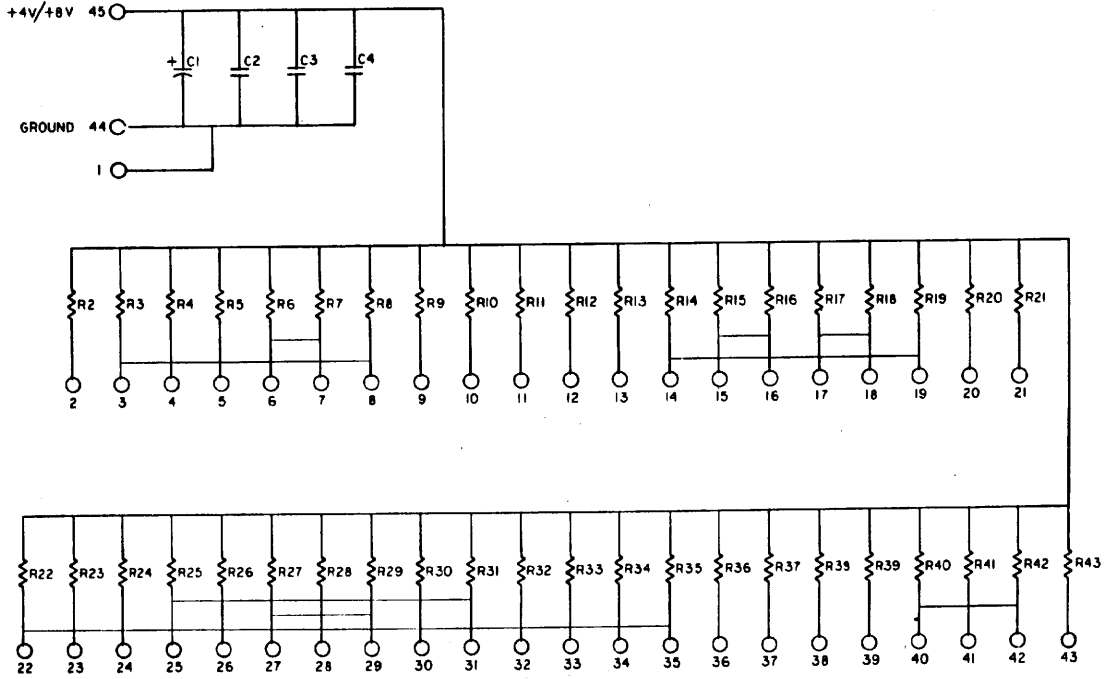 +4V/+8V 45
+ C1 C2 C3 C4
GROUND 44
1
R2 R3 R4 R5 R6 R7 R8 R9 R10 R11 R12 R13 R14 R15 R16 R17 R18 R19 R20 R21
2 3 4 5 6 7 8 9 10 11 12 13 14 15 16 17 18 19 20 21
R22 R23 R24 R25 R26 R27 R28 R29 R30 R31 R32 R33 R34 R35 R36 R37 R38 R39 R40 R41 R42 R43
22 23 24 25 26 27 28 29 30 31 32 33 34 35 36 37 38 39 40 41 42 43